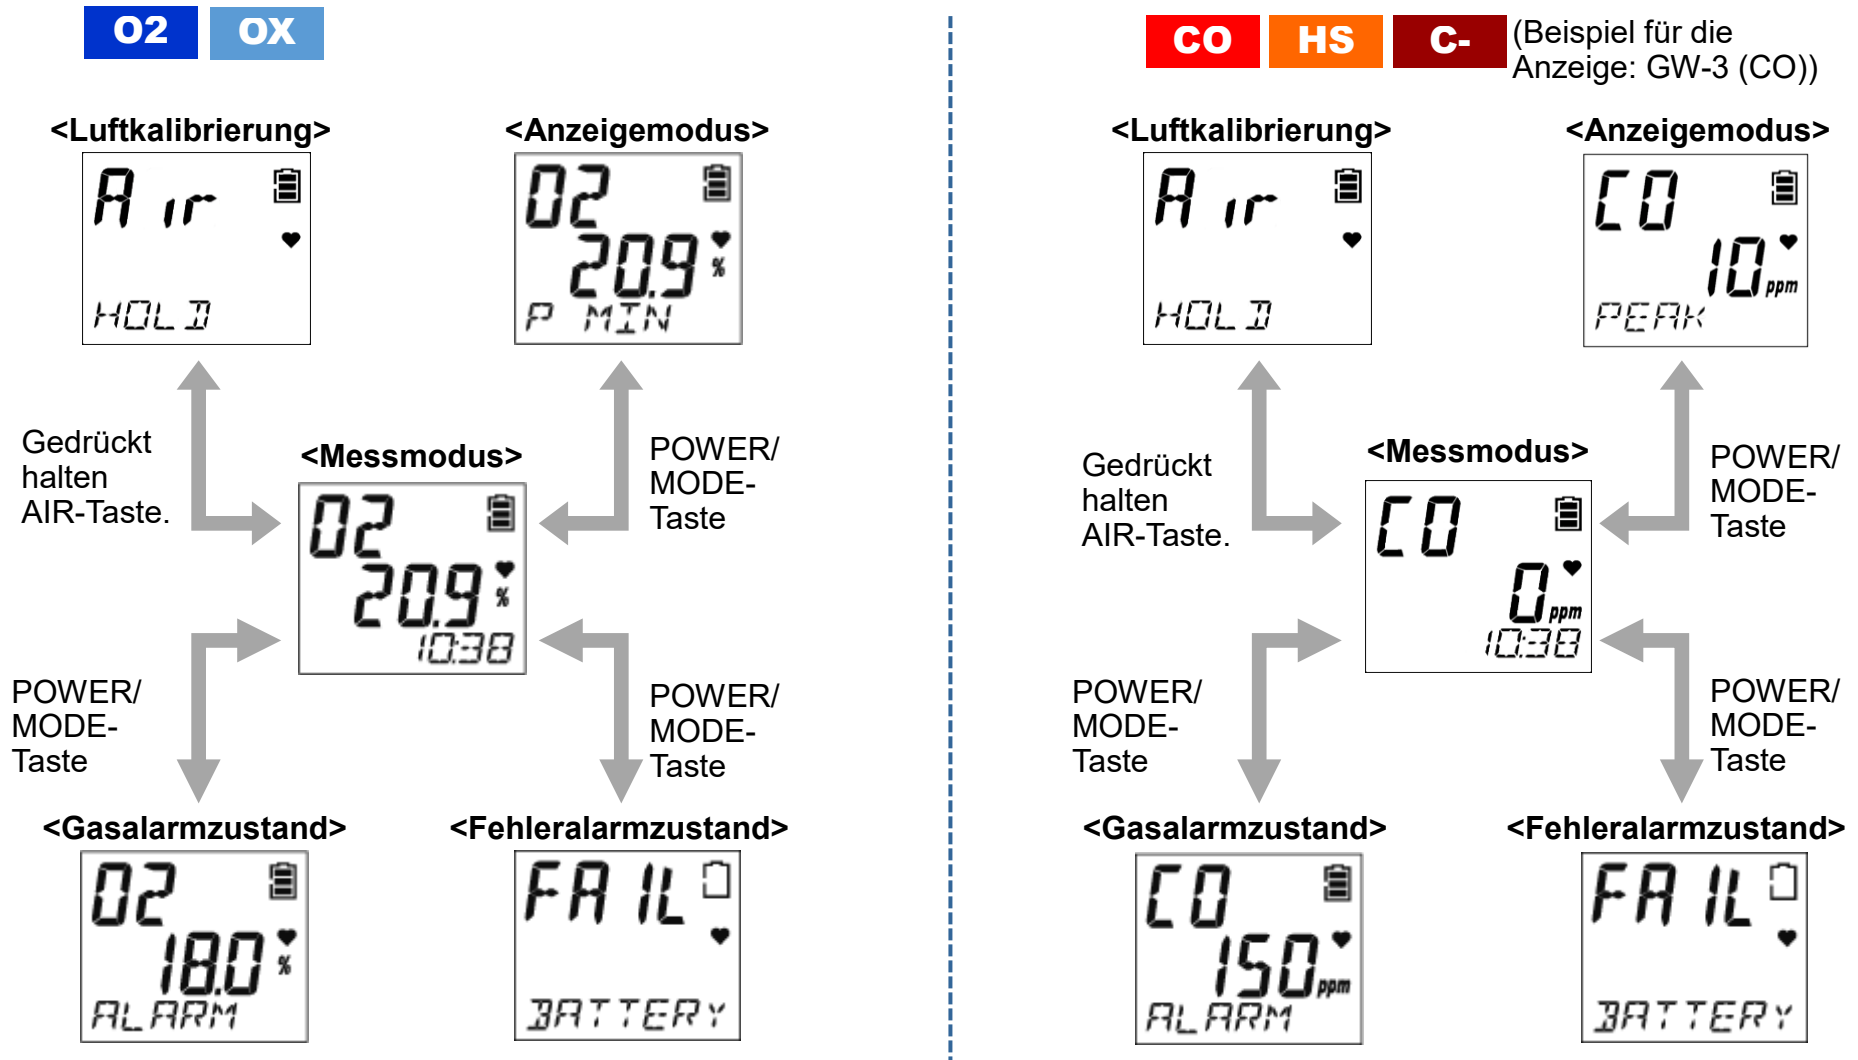 O2 OX
<Luftkalibrierung>
Air
HOLD
<Anzeigemodus>
O2
20.9 %
P MIN
Gedrückt
halten
AIR-Taste.
<Messmodus>
O2
20.9 %
10:38
POWER/
MODE-
Taste
POWER/
MODE-
Taste
POWER/
MODE-
Taste
<Gasalarmzustand>
O2
18.0 %
ALARM
<Fehleralarmzustand>
FAIL
BATTERY
CO HS C- (Beispiel für die
Anzeige: GW-3 (CO))
<Luftkalibrierung>
Air
HOLD
<Anzeigemodus>
CO
10 ppm
PEAK
Gedrückt
halten
AIR-Taste.
<Messmodus>
CO
0 ppm
10:38
POWER/
MODE-
Taste
POWER/
MODE-
Taste
POWER/
MODE-
Taste
<Gasalarmzustand>
CO
150 ppm
ALARM
<Fehleralarmzustand>
FAIL
BATTERY